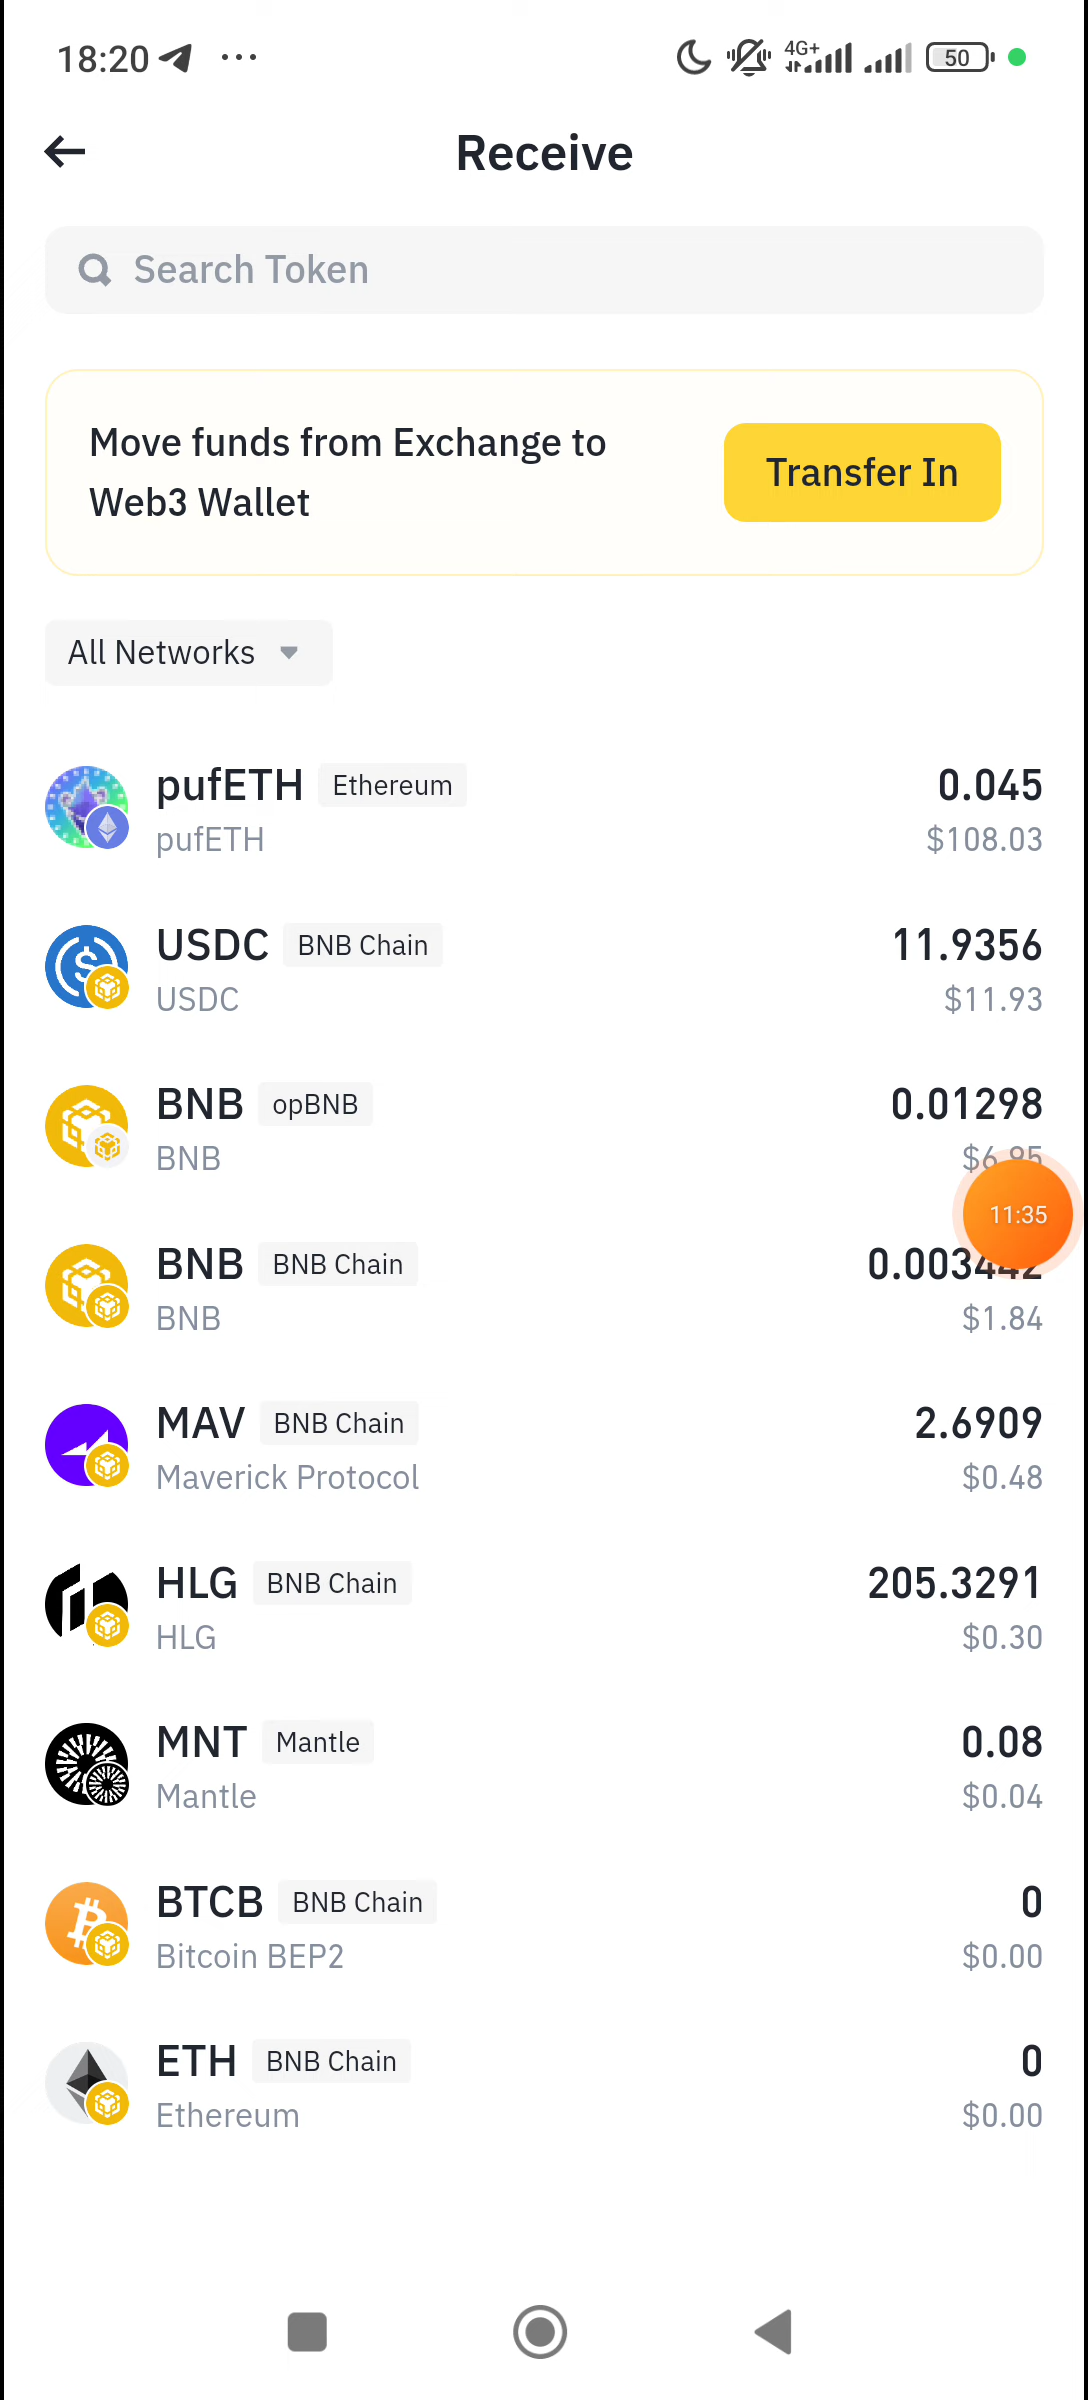 18:20
4G+
50
Receive
Search Token
Move funds from Exchange to
Web3 Wallet
Transfer In
All Networks
pufETH Ethereum 0.045
pufETH $108.03
USDC BNB Chain 11.9356
USDC $11.93
BNB opBNB 0.01298
BNB
11:35
BNB BNB Chain
BNB $1.84
MAV BNB Chain 2.6909
Maverick Protocol $0.48
HLG BNB Chain 205.3291
HLG $0.30
MNT Mantle 0.08
Mantle $0.04
BTCB BNB Chain 0
Bitcoin BEP2 $0.00
ETH BNB Chain 0
Ethereum $0.00